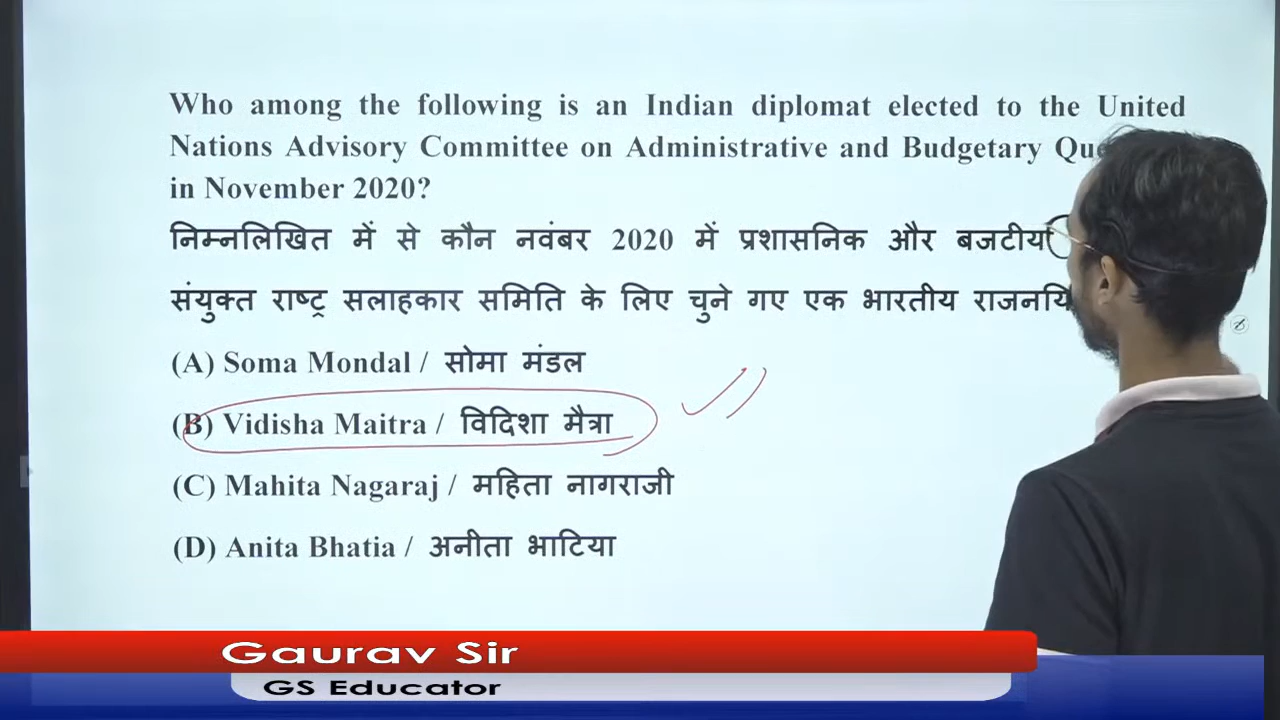 Who among the following is an Indian diplomat elected to the United
Nations Advisory Committee on Administrative and Budgetary
in November 2020?
निम्नलिखित में से कौन नवंबर 2020 में प्रशासनिक और बजटीय
संयुक्त राष्ट्र सलाहकार समिति के लिए चुने गए एक भारतीय
(A) Soma Mondal / सोमा मंडल
(B) Vidisha Maitra / विदिशा मैत्रा
(C) Mahita Nagaraj / महिता नागराजी
(D) Anita Bhatia / अनीता भाटिया
Gaurav Sir
GS Educator